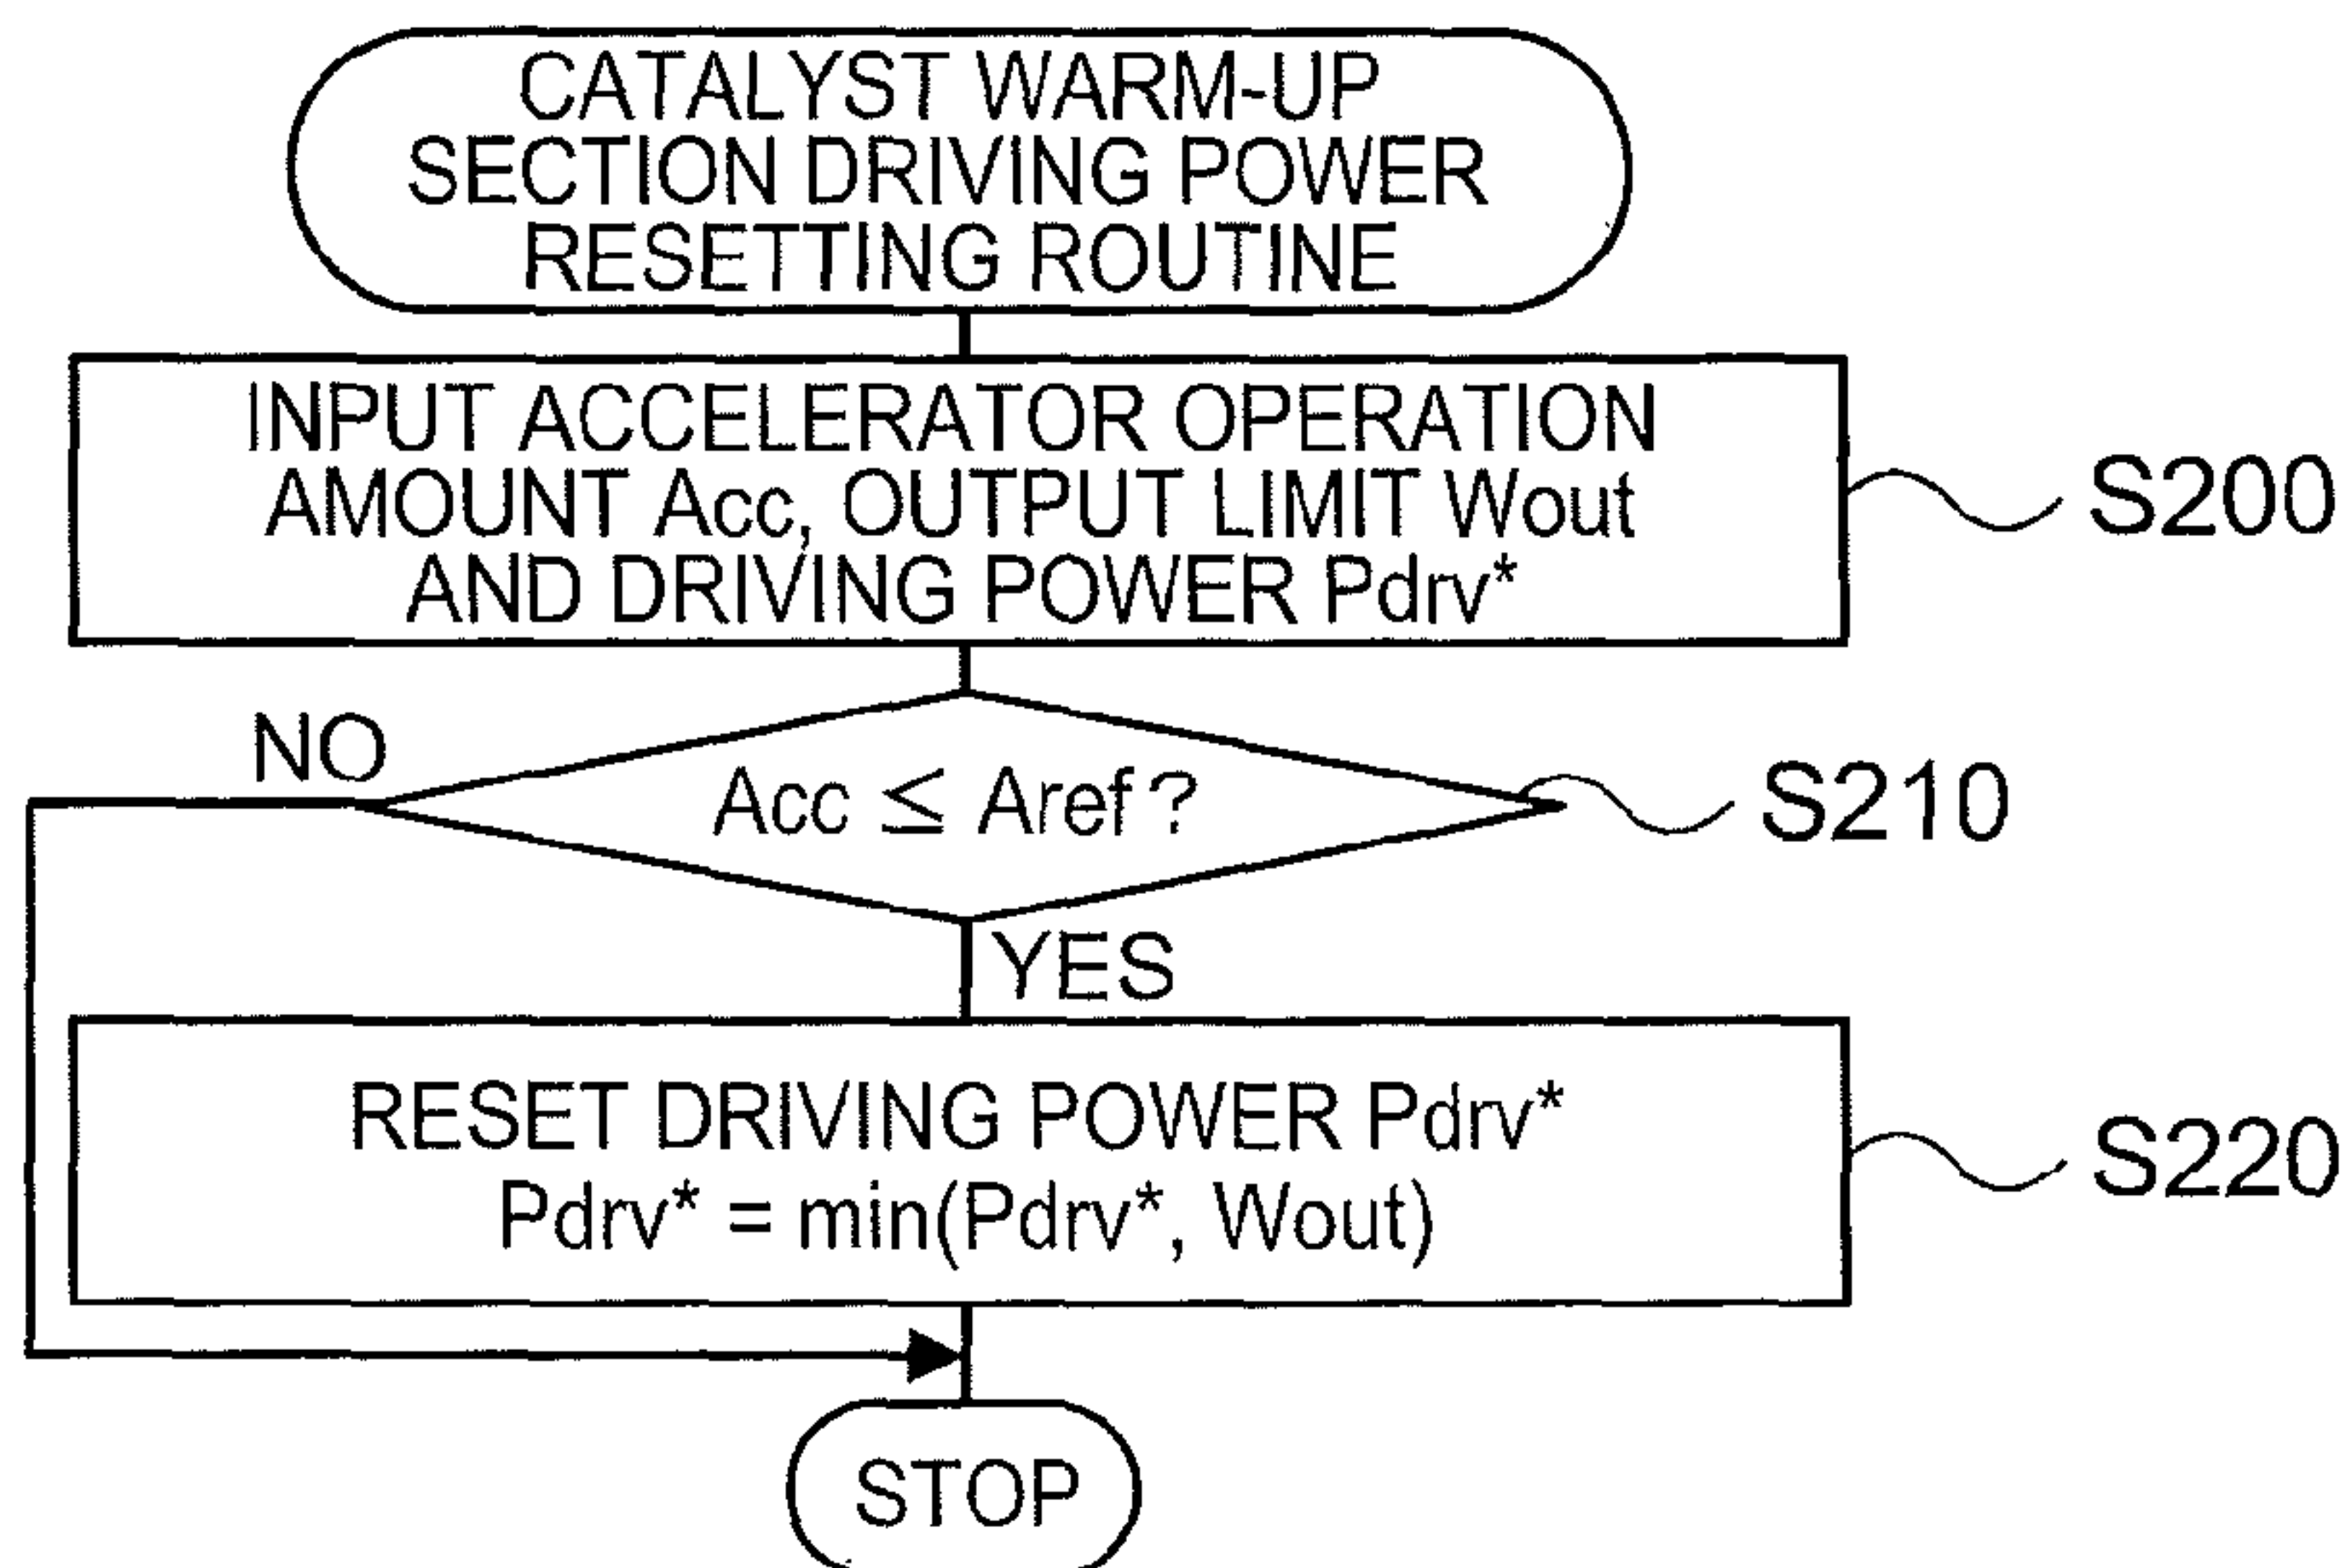 CATALYST WARM-UP
SECTION DRIVING POWER
RESETTING ROUTINE
INPUT ACCELERATOR OPERATION
AMOUNT Acc, OUTPUT LIMIT Wout
AND DRIVING POWER Pdrv*
S200
NO
Acc ≤ Aref ?
S210
YES
RESET DRIVING POWER Pdrv*
Pdrv* = min(Pdrv*, Wout)
S220
STOP